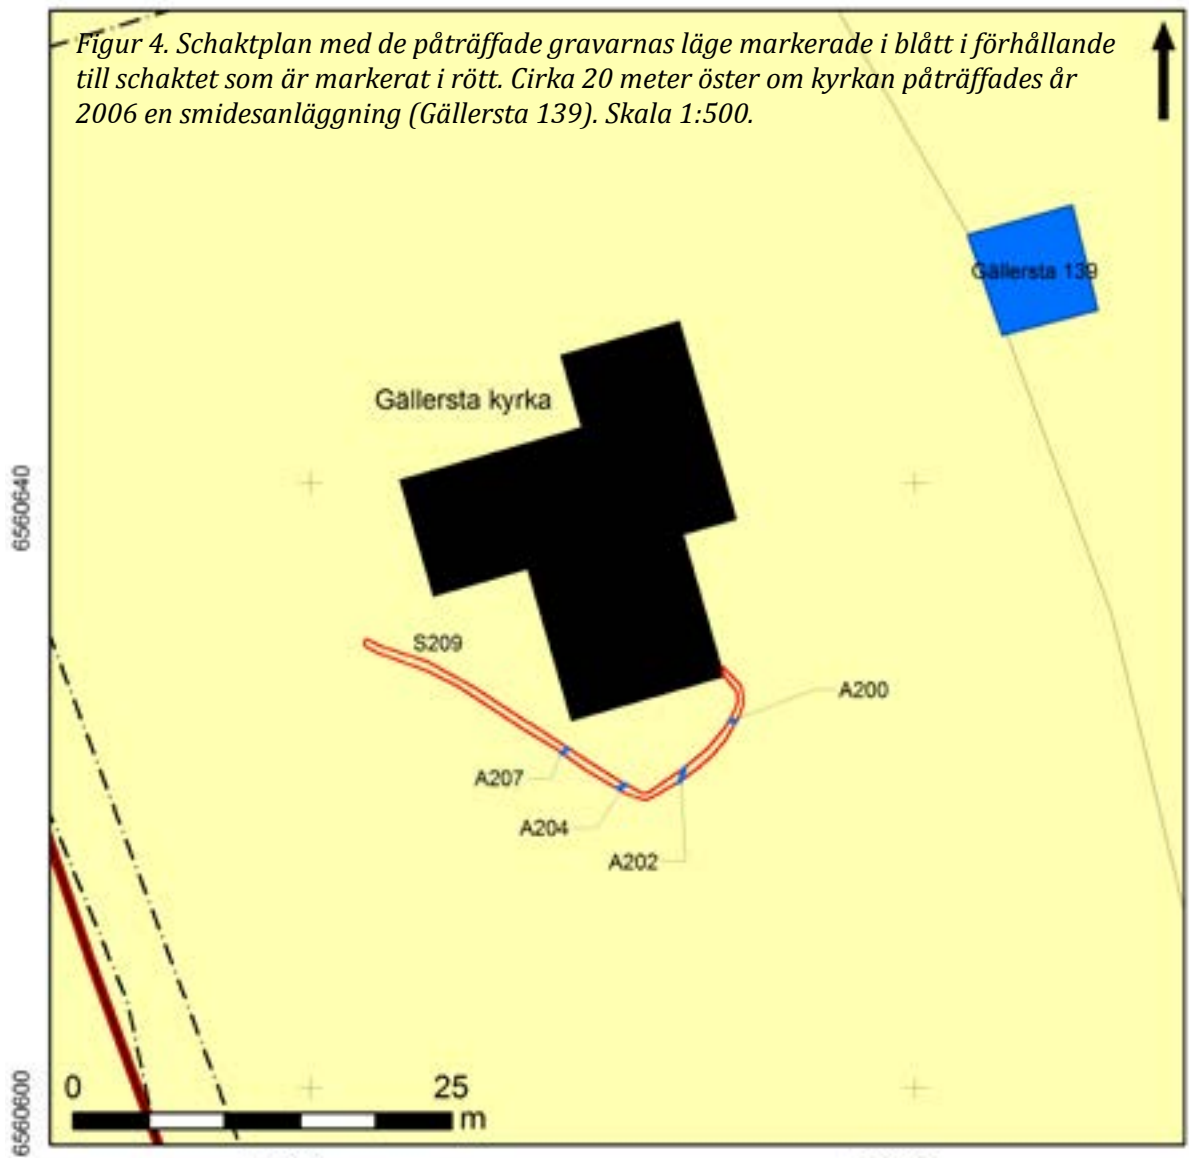 Figur 4. Schaktplan med de påträffade gravarnas läge markerade i blått i förhållande
till schaktet som är markerat i rött. Cirka 20 meter öster om kyrkan påträffades år
2006 en smidesanläggning (Gällersta 139). Skala 1:500.
Gällersta 139
Gällersta kyrka
6560640
S209
A200
A207
A204
A202
6560600
0
25
m